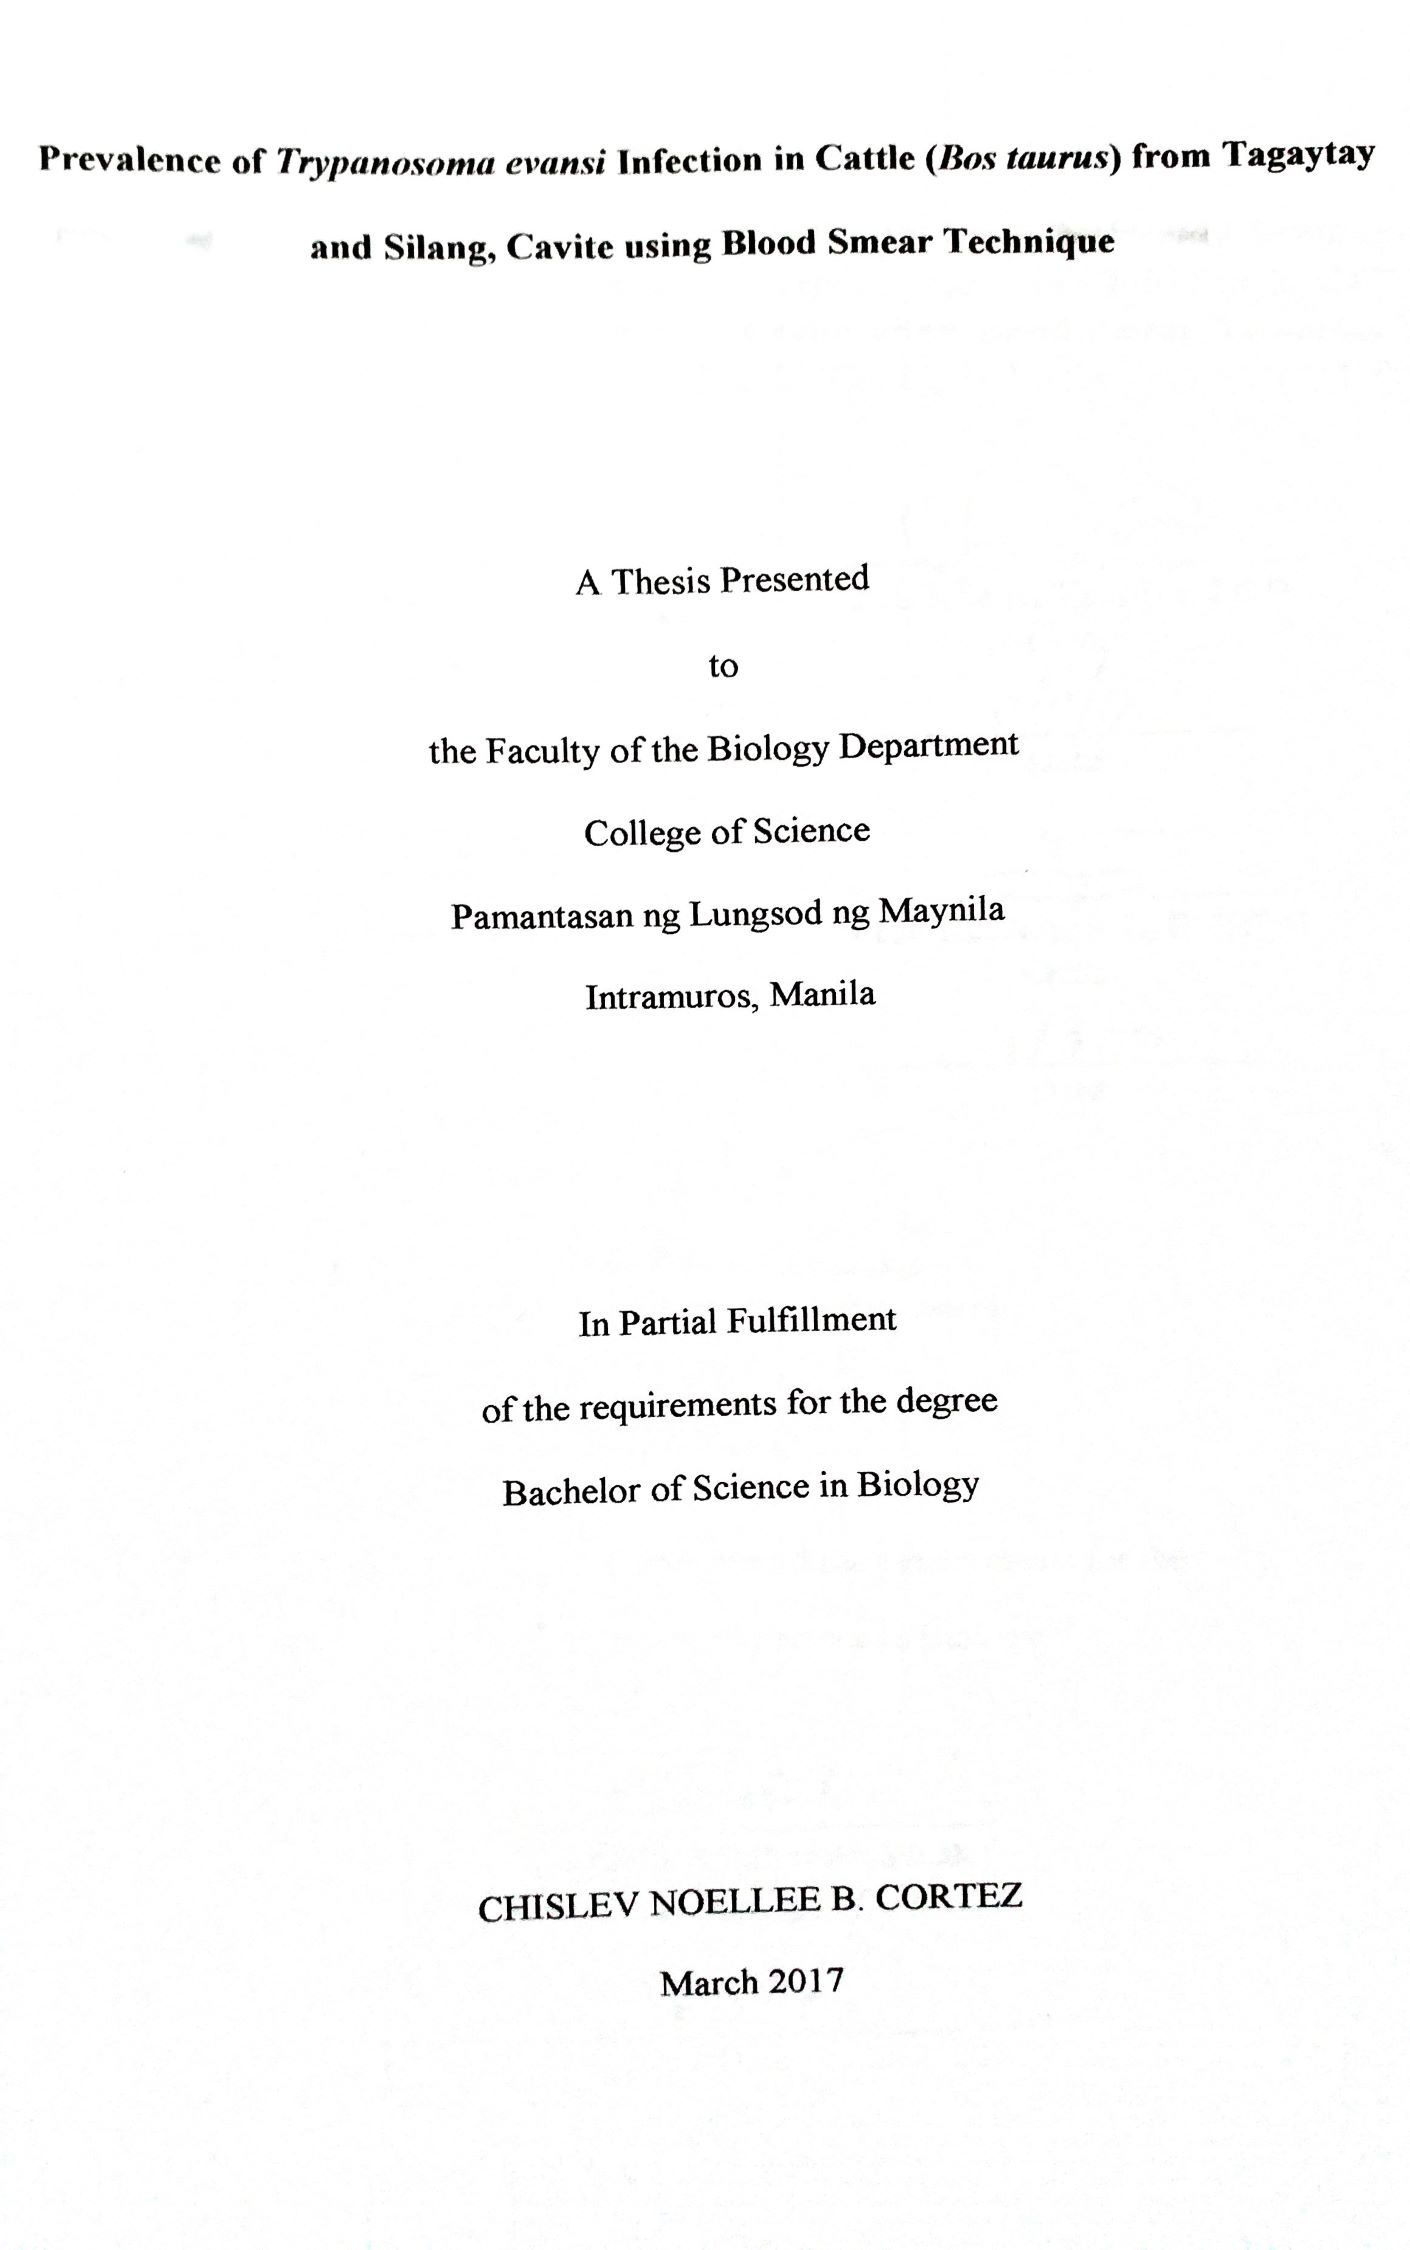 Prevalence of Trypanosoma evansi Infection in Cattle (Bos taurus) from Tagaytay
and Silang, Cavite using Blood Smear Technique
A Thesis Presented
to
the Faculty of the Biology Department
College of Science
Pamantasan ng Lungsod ng Maynila
Intramuros, Manila
In Partial Fulfillment
of the requirements for the degree
Bachelor of Science in Biology
CHISLEV NOELLEE B. CORTEZ
March 2017